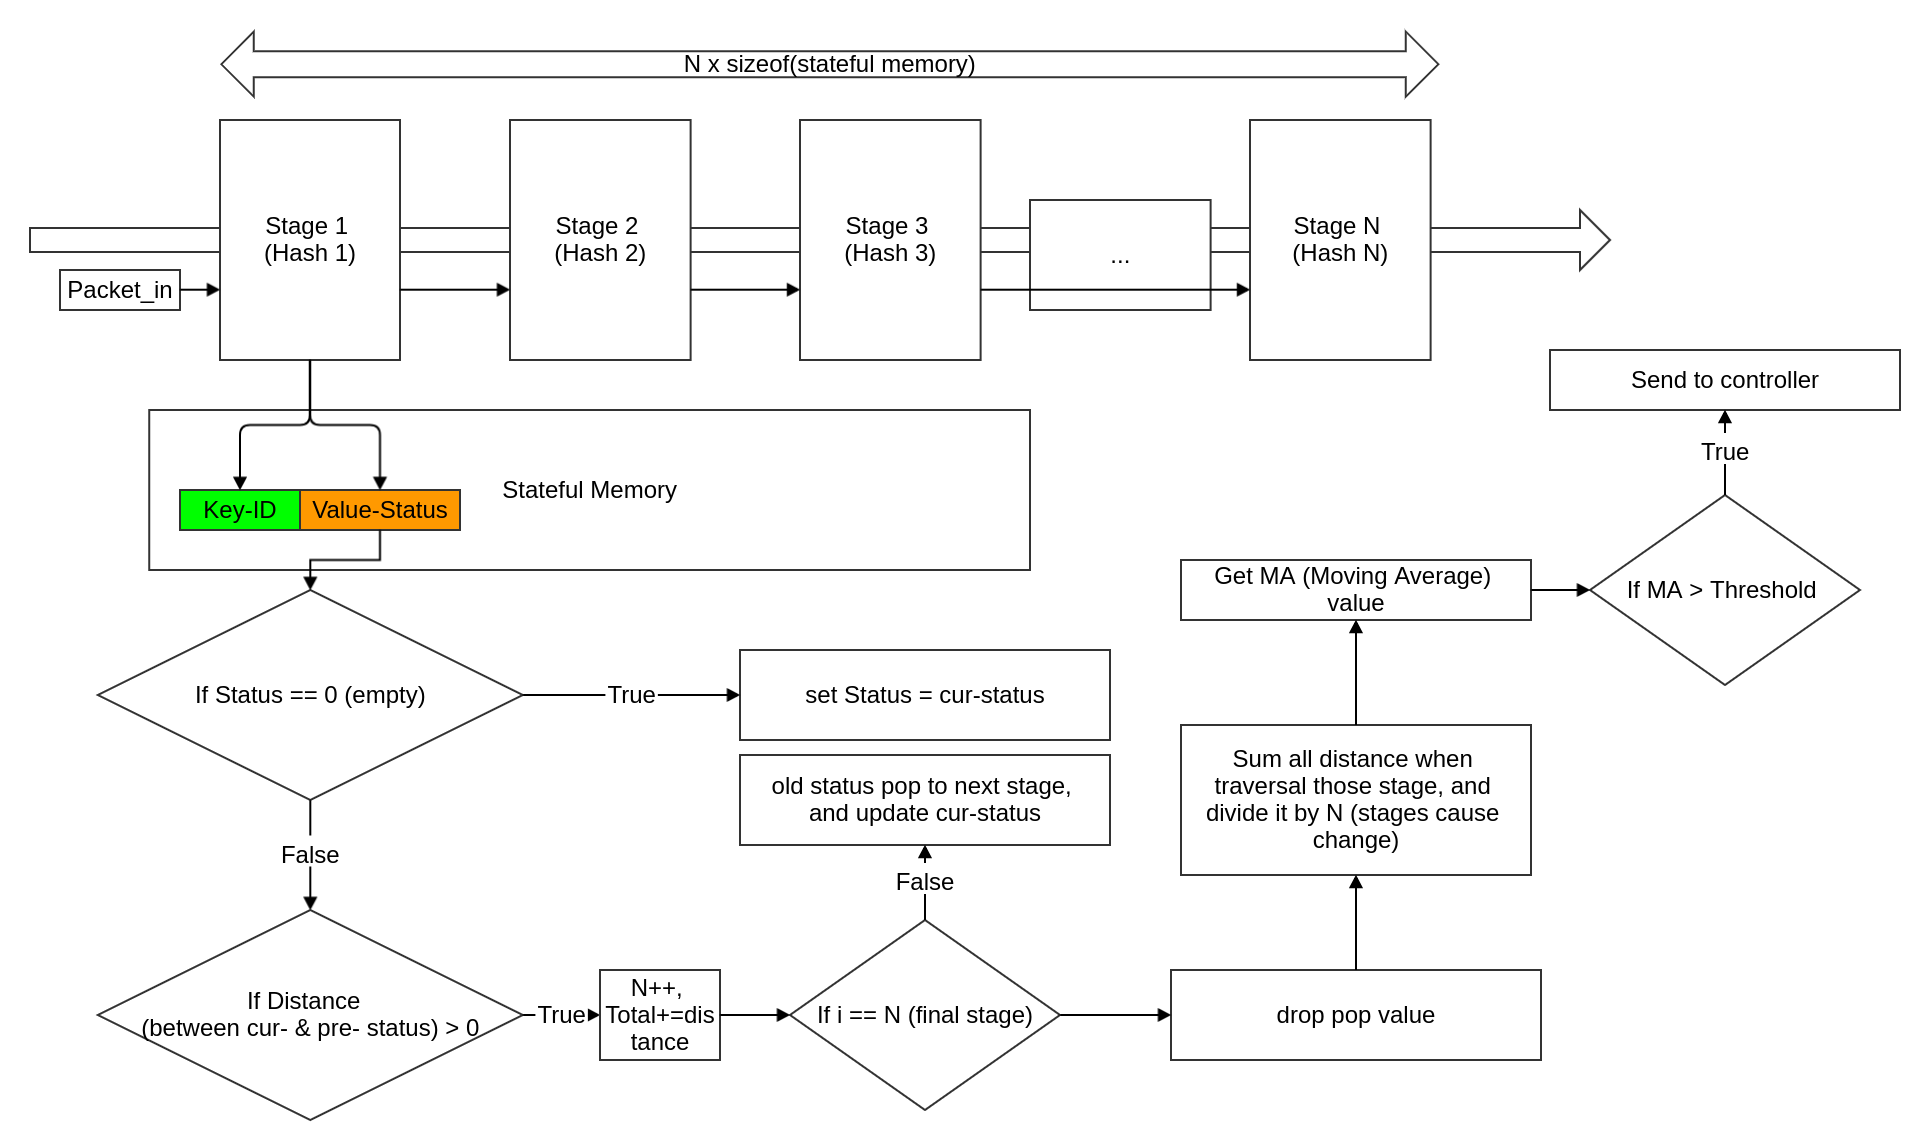 N x sizeof(stateful memory)
Stage 1
(Hash 1)
Stage 2
(Hash 2)
Stage 3
(Hash 3)
...
Stage N
(Hash N)
Packet_in
Send to controller
True
Stateful Memory
Key-ID
Value-Status
Get MA (Moving Average)
value
If MA > Threshold
If Status == 0 (empty)
True
set Status = cur-status
old status pop to next stage,
and update cur-status
Sum all distance when
traversal those stage, and
divide it by N (stages cause
change)
False
False
If Distance
(between cur- & pre- status) > 0
True
N++,
Total+=dis
tance
If i == N (final stage)
drop pop value